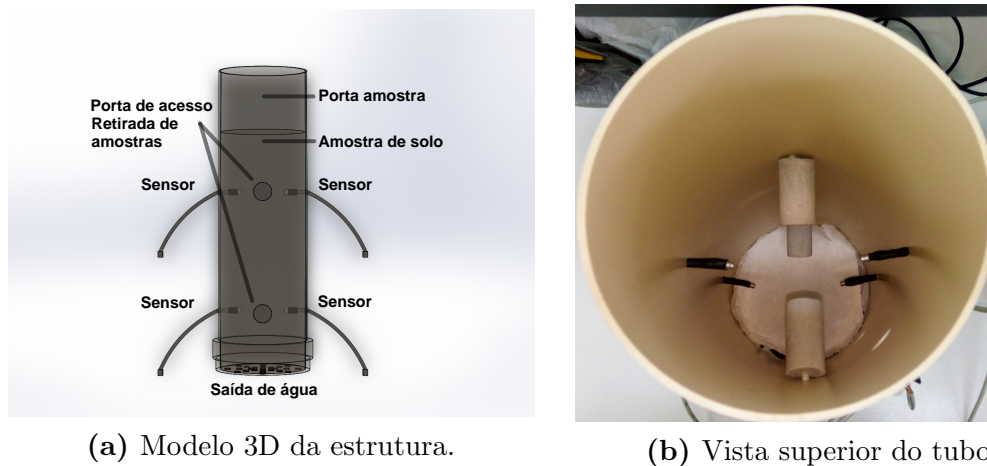 Porta de acesso
Retirada de
amostras
Porta amostra
Amostra de solo
Sensor
Sensor
Sensor
Sensor
Saída de água
(a) Modelo 3D da estrutura.
(b) Vista superior do tubo